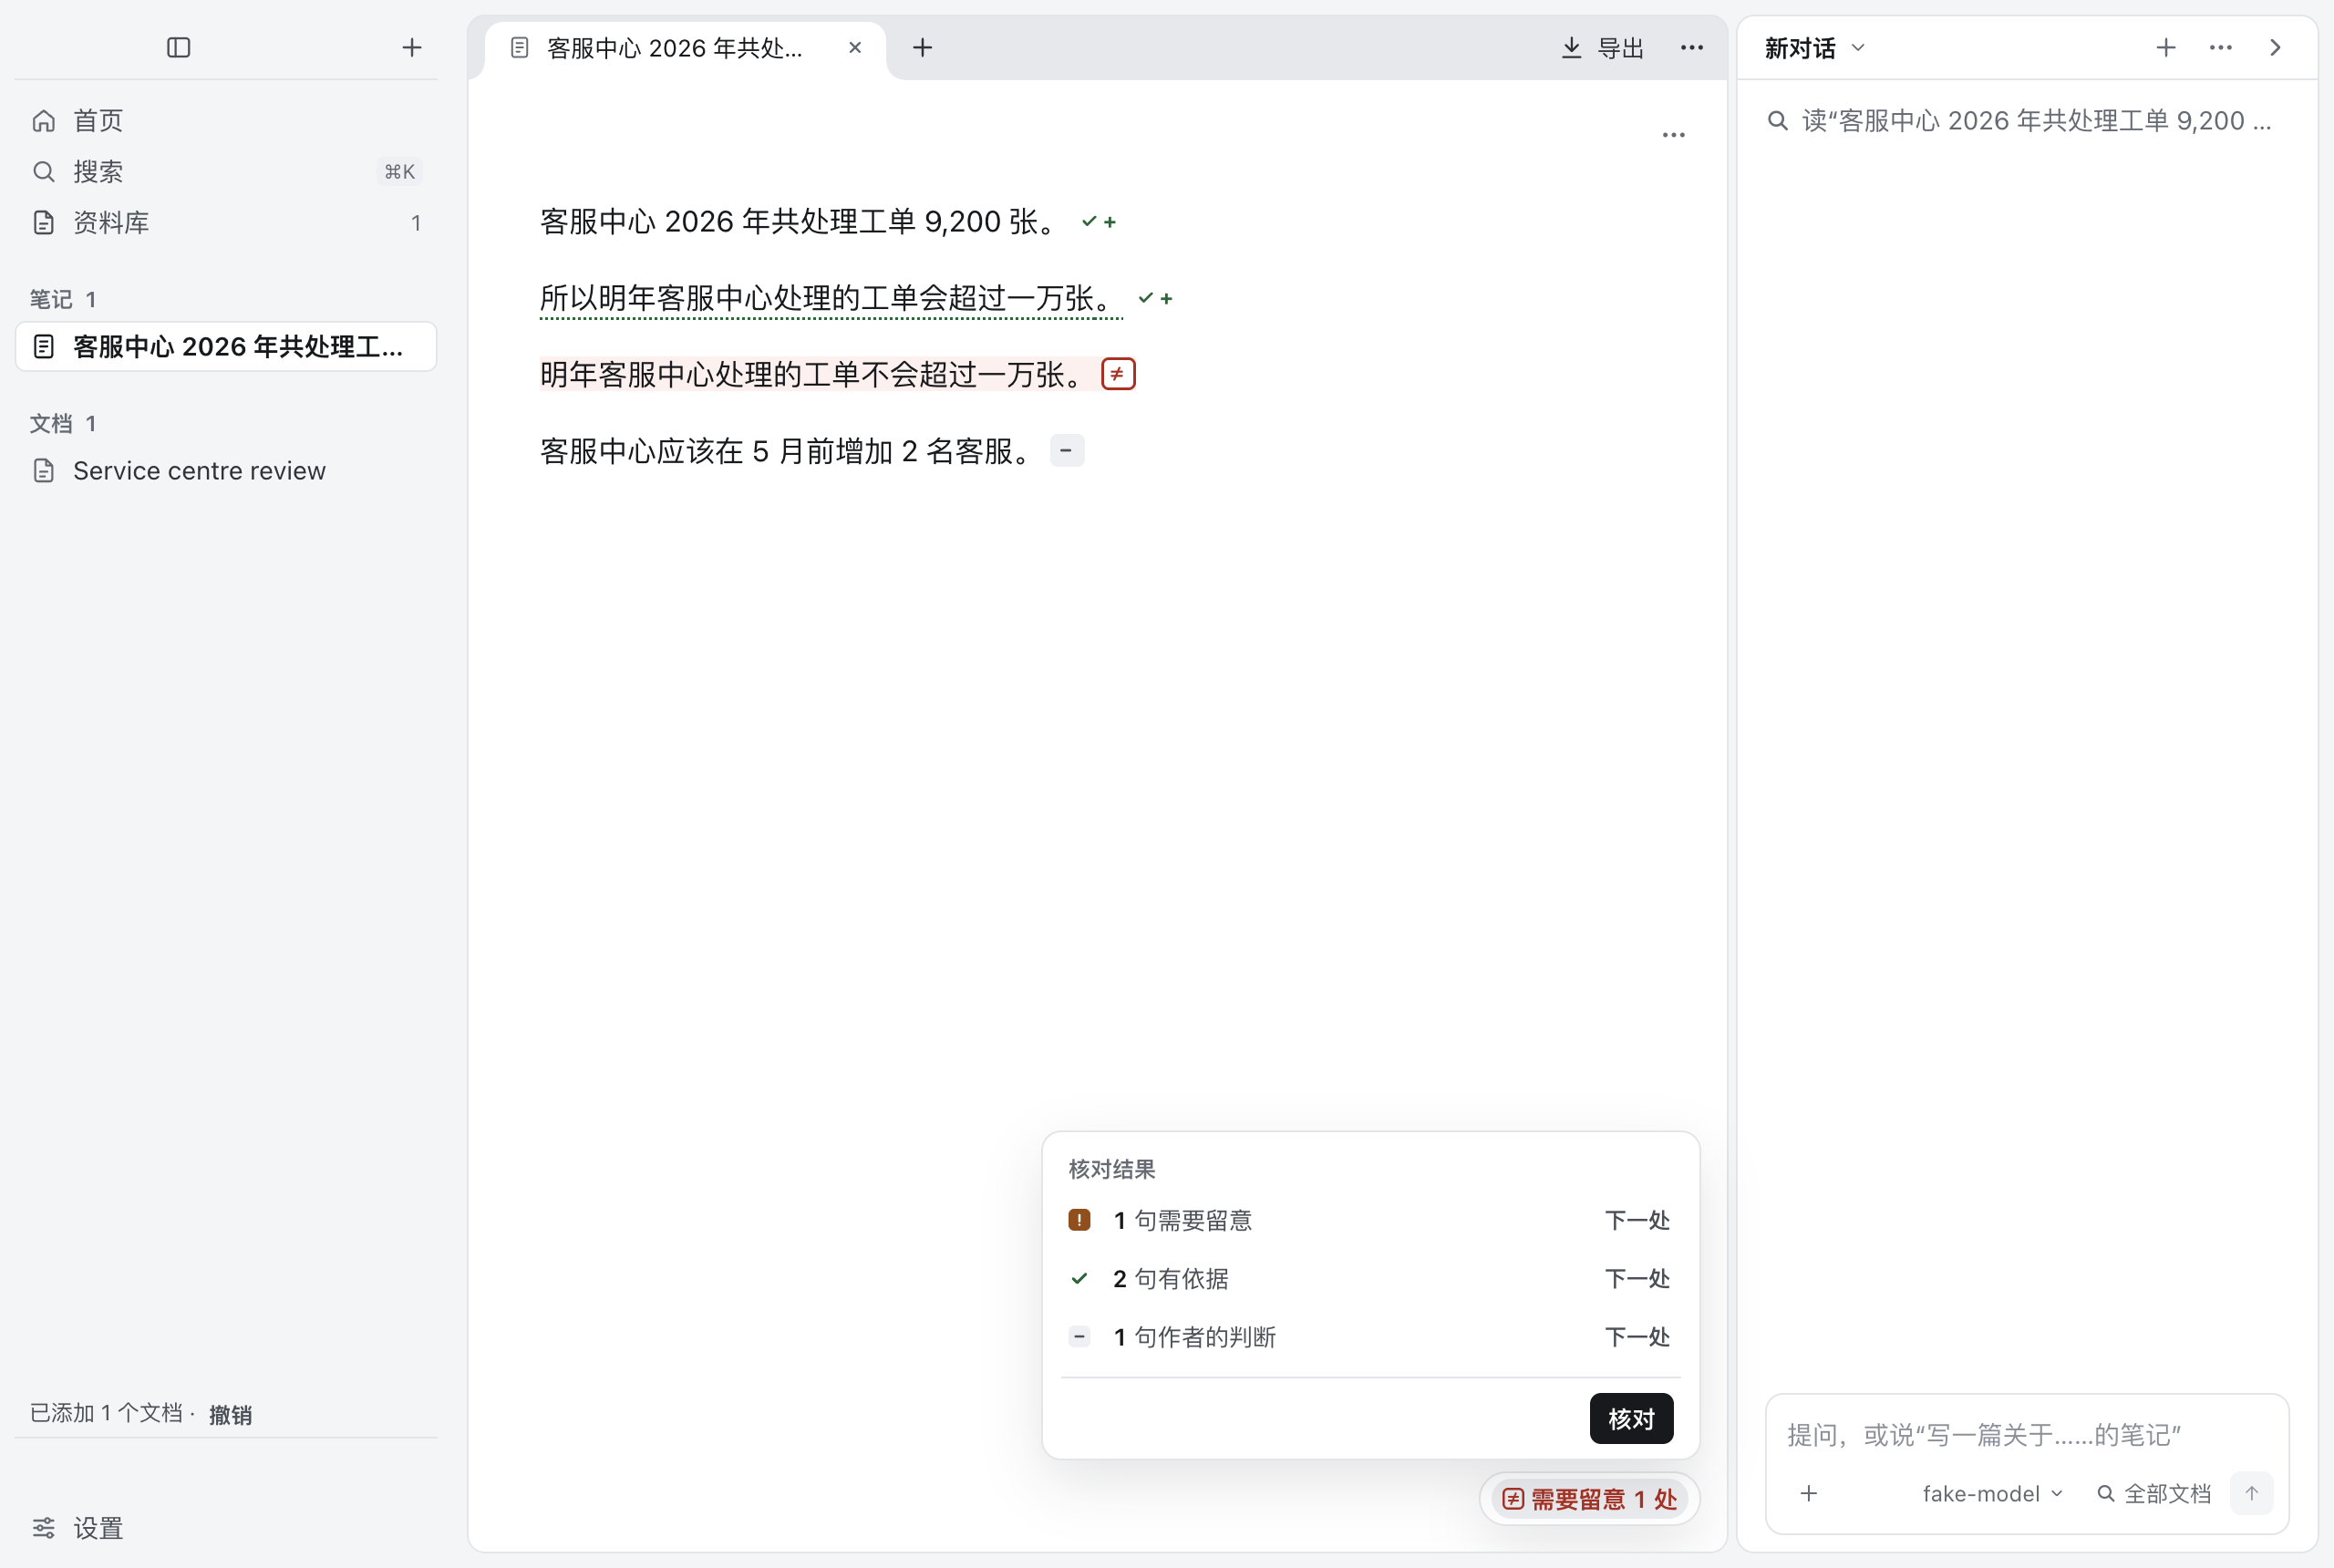 客服中心 2026 年共处... × +
导出 ...
新对话
首页
搜索 ⌘K
资料库 1
笔记 1
客服中心 2026 年共处理工...
文档 1
Service centre review
已添加 1 个文档 · 撤销
设置
客服中心 2026 年共处理工单 9,200 张。 ✓ +
所以明年客服中心处理的工单会超过一万张。 ✓ +
明年客服中心处理的工单不会超过一万张。 ≠
客服中心应该在 5 月前增加 2 名客服。 −
核对结果
! 1 句需要留意 下一处
✓ 2 句有依据 下一处
− 1 句作者的判断 下一处
核对
≠ 需要留意 1 处
读“客服中心 2026 年共处理工单 9,200 ...
提问，或说“写一篇关于……的笔记”
+ fake-model 全部文档 ↑